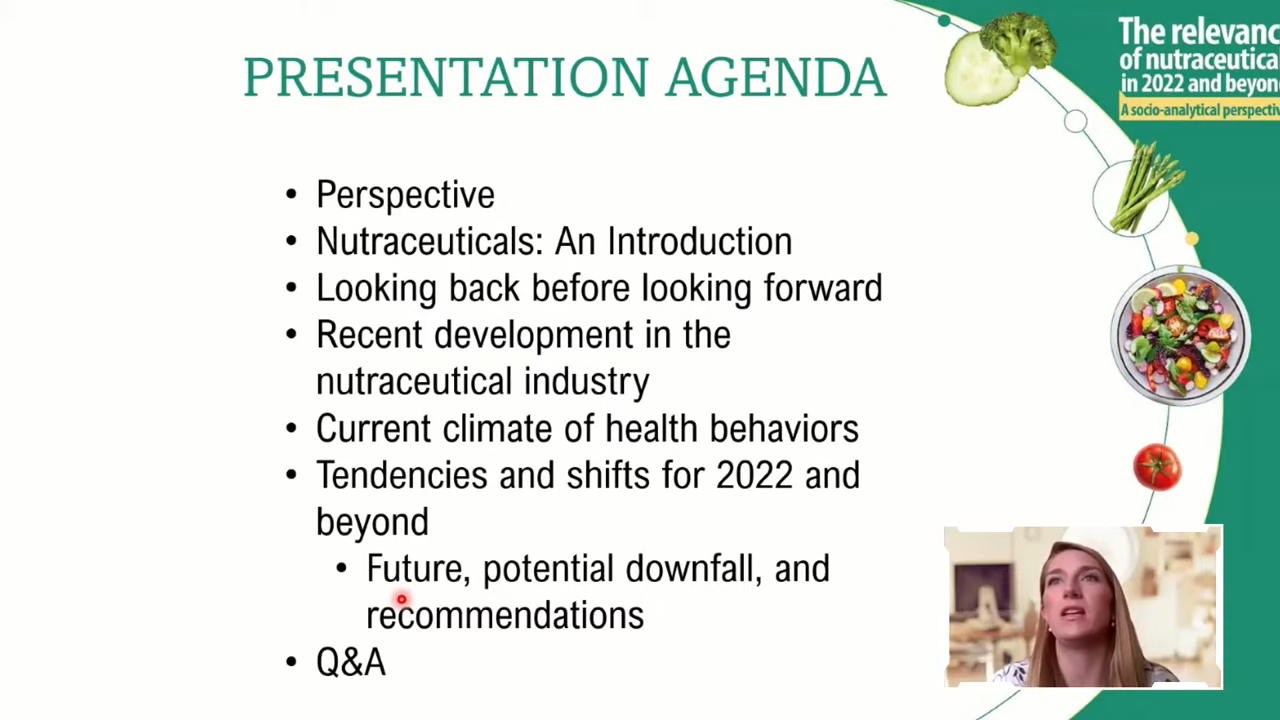 PRESENTATION AGENDA
The relevanc
of nutraceutica
in 2022 and beyon
A socio-analytical perspectiv
• Perspective
• Nutraceuticals: An Introduction
• Looking back before looking forward
• Recent development in the
nutraceutical industry
• Current climate of health behaviors
• Tendencies and shifts for 2022 and
beyond
• Future, potential downfall, and
recommendations
• Q&A